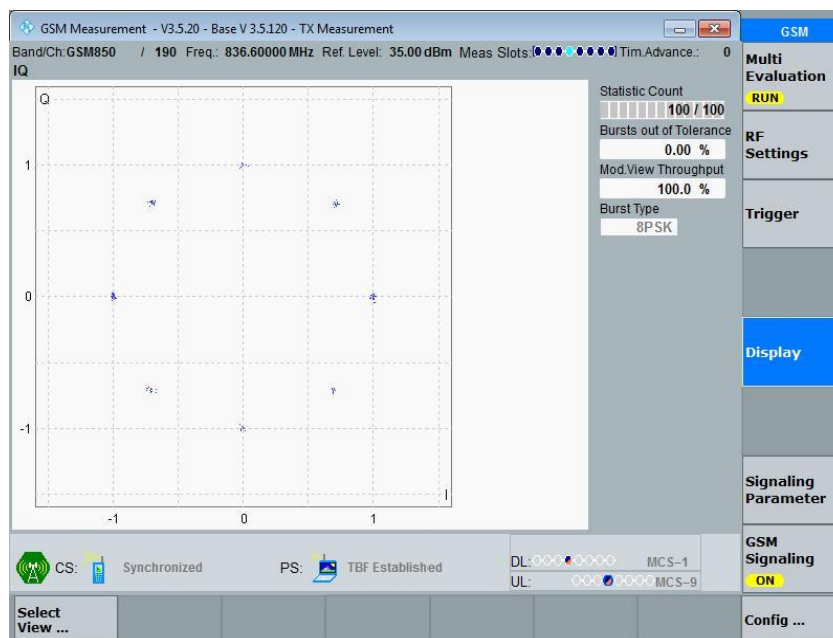 GSM Measurement - V3.5.20 - Base V 3.5.120 - TX Measurement
GSM
Band/Ch:GSM850 / 190 Freq.: 836.60000 MHz Ref. Level: 35.00 dBm Meas Slots: Tim.Advance.: 0
IQ
Multi
Evaluation
RUN
RF
Settings
Trigger
Display
Signaling
Parameter
GSM
Signaling
ON
Config ...
Statistic Count
100 / 100
Bursts out of Tolerance
0.00 %
Mod.View Throughput
100.0 %
Burst Type
8PSK
Q
1
0
-1
I
-1 0 1
CS: Synchronized PS: TBF Established
DL: MCS-1
UL: MCS-9
Select
View ...